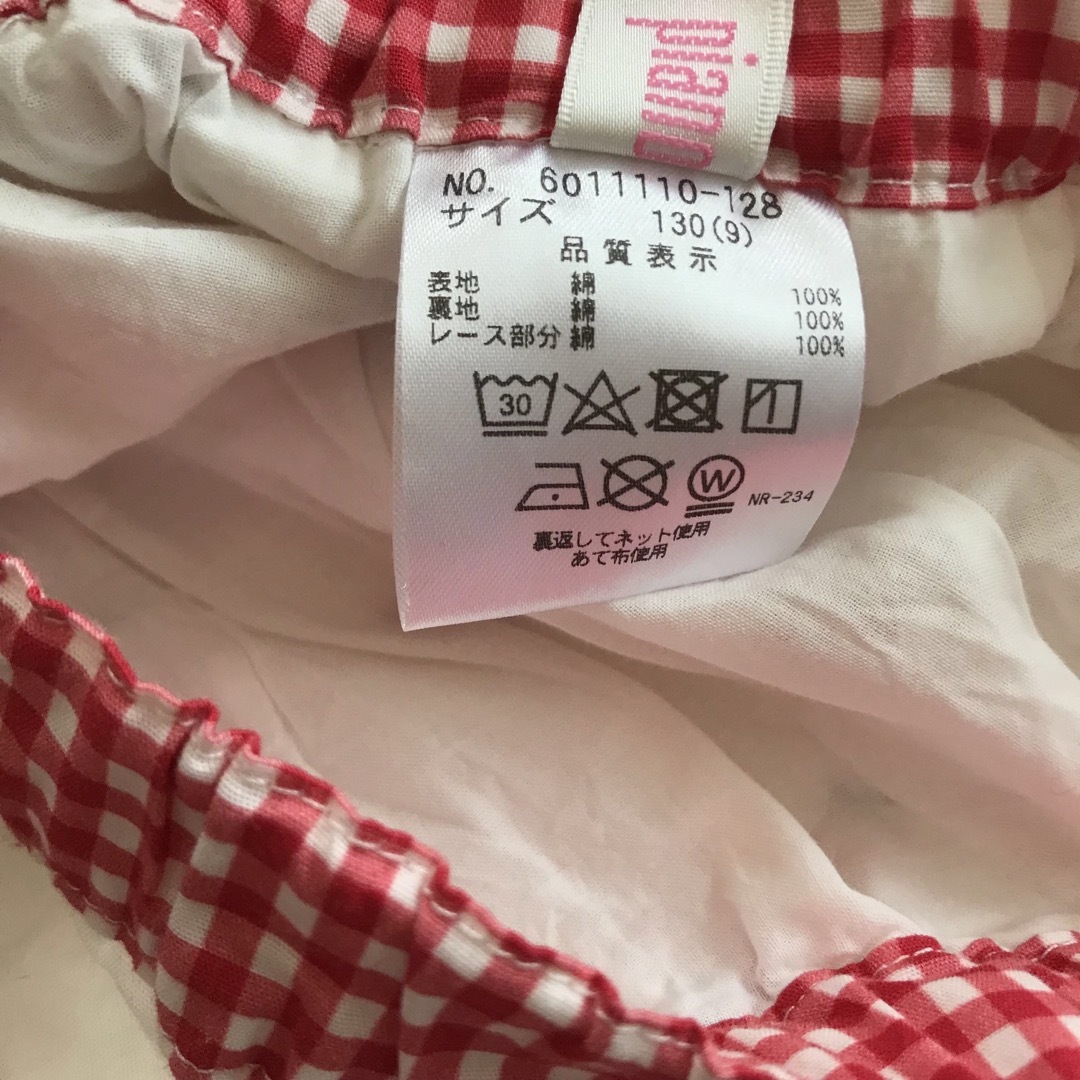 piano
NO. 6011110-128
サイズ 130(9)
品質表示
表地 綿 100%
裏地 綿 100%
レース部分 綿 100%
30
W
NR-234
裏返してネット使用
あて布使用